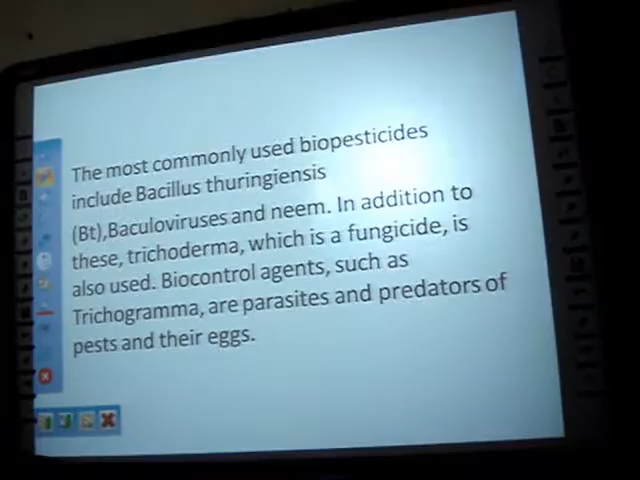 The most commonly used biopesticides
include Bacillus thuringiensis
(Bt),Baculoviruses and neem. In addition to
these, trichoderma, which is a fungicide, is
also used. Biocontrol agents, such as
Trichogramma, are parasites and predators of
pests and their eggs.